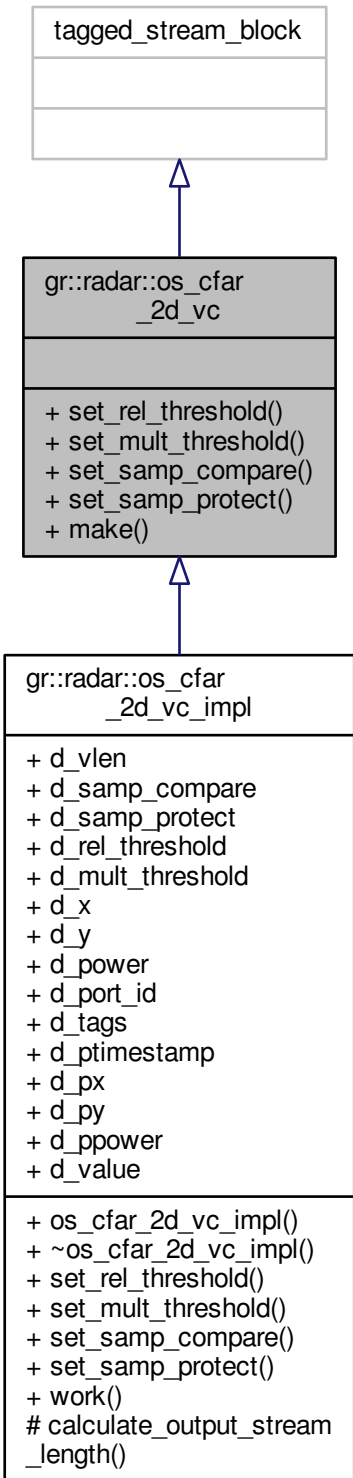 tagged_stream_block
gr::radar::os_cfar
_2d_vc
+ set_rel_threshold()
+ set_mult_threshold()
+ set_samp_compare()
+ set_samp_protect()
+ make()
gr::radar::os_cfar
_2d_vc_impl
+ d_vlen
+ d_samp_compare
+ d_samp_protect
+ d_rel_threshold
+ d_mult_threshold
+ d_x
+ d_y
+ d_power
+ d_port_id
+ d_tags
+ d_ptimestamp
+ d_px
+ d_py
+ d_ppower
+ d_value
+ os_cfar_2d_vc_impl()
+ ~os_cfar_2d_vc_impl()
+ set_rel_threshold()
+ set_mult_threshold()
+ set_samp_compare()
+ set_samp_protect()
+ work()
# calculate_output_stream
_length()